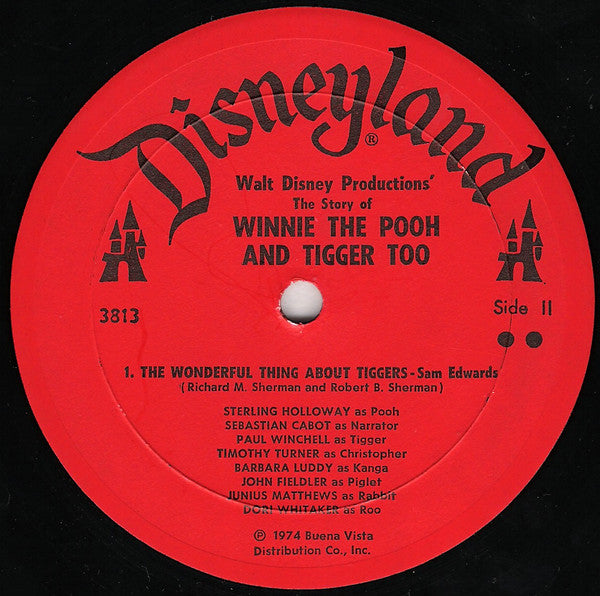 Disneyland®
Walt Disney Productions'
The Story of
WINNIE THE POOH
AND TIGGER TOO
3813
Side II
1. THE WONDERFUL THING ABOUT TIGGERS - Sam Edwards
(Richard M. Sherman and Robert B. Sherman)
STERLING HOLLOWAY as Pooh
SEBASTIAN CABOT as Narrator
PAUL WINCHELL as Tigger
TIMOTHY TURNER as Christopher
BARBARA LUDDY as Kanga
JOHN FIELDLER as Piglet
JUNIUS MATTHEWS as Rabbit
DORI WHITAKER as Roo
℗ 1974 Buena Vista
Distribution Co., Inc.